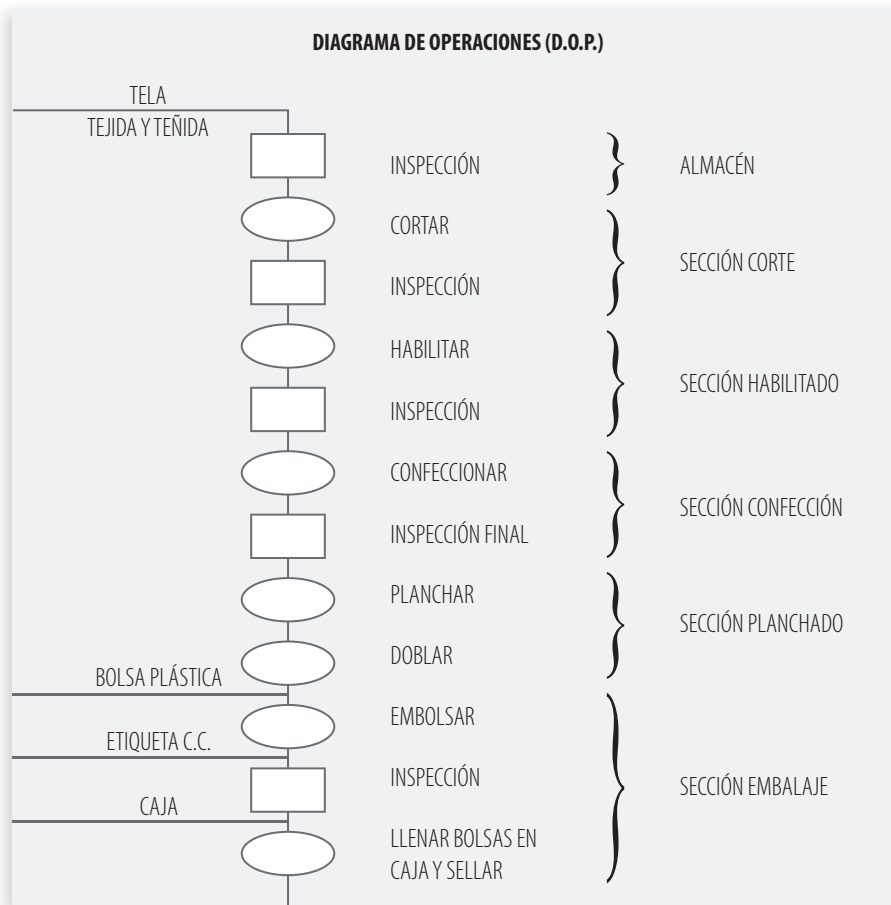 DIAGRAMA DE OPERACIONES (D.O.P.)
TELA
TEJIDA Y TEÑIDA
INSPECCIÓN
ALMACÉN
CORTAR
SECCIÓN CORTE
INSPECCIÓN
HABILITAR
SECCIÓN HABILITADO
INSPECCIÓN
CONFECCIONAR
SECCIÓN CONFECCIÓN
INSPECCIÓN FINAL
PLANCHAR
SECCIÓN PLANCHADO
DOBLAR
BOLSA PLÁSTICA
EMBOLSAR
ETIQUETA C.C.
INSPECCIÓN
SECCIÓN EMBALAJE
CAJA
LLENAR BOLSAS EN
CAJA Y SELLAR